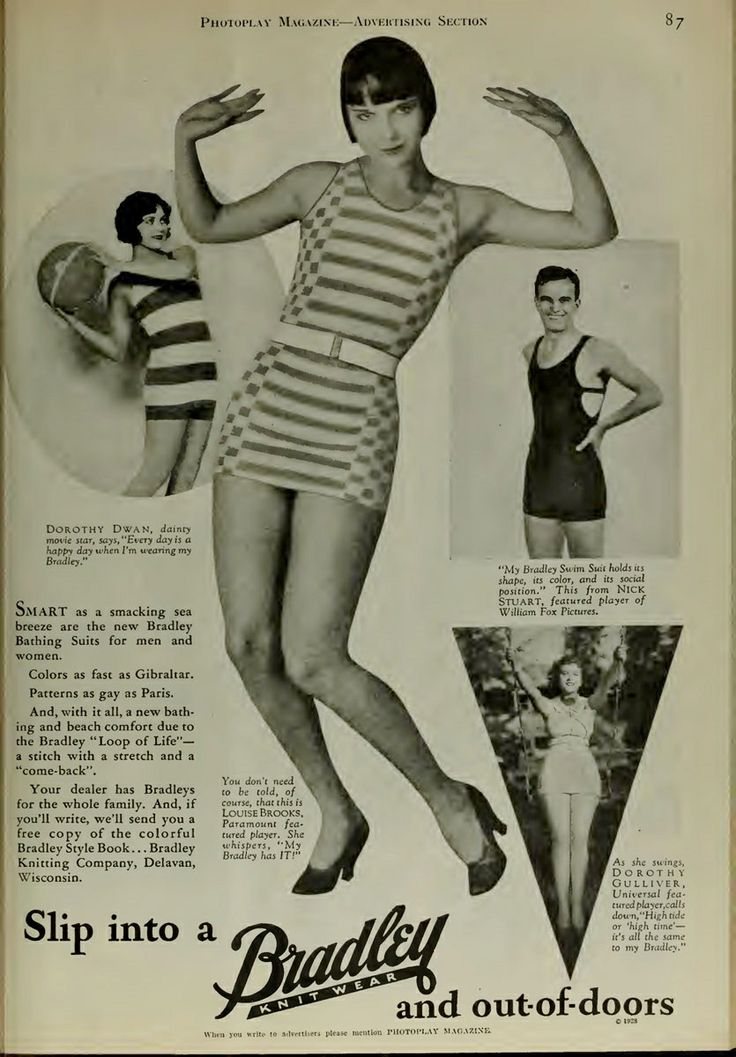 PHOTOPLAY MAGAZINE—ADVERTISING SECTION
87
DOROTHY DWAN, dainty
movie star, says, "Every day is a
happy day when I'm wearing my
Bradley."
"My Bradley Swim Suit holds its
shape, its color, and its social
position." This from NICK
STUART, featured player of
William Fox Pictures.
SMART as a smacking sea
breeze are the new Bradley
Bathing Suits for men and
women.
Colors as fast as Gibraltar.
Patterns as gay as Paris.
And, with it all, a new bath-
ing and beach comfort due to
the Bradley "Loop of Life"—
a stitch with a stretch and a
"come-back".
Your dealer has Bradleys
for the whole family. And, if
you'll write, we'll send you a
free copy of the colorful
Bradley Style Book... Bradley
Knitting Company, Delavan,
Wisconsin.
You don't need
to be told, of
course, that this is
LOUISE BROOKS,
Paramount fea-
tured player. She
whispers, "My
Bradley has IT!"
As she swings,
DOROTHY
GULLIVER,
Universal fea-
tured player, calls
down, "High tide
or 'high time'—
it's all the same
to my Bradley."
Slip into a
Bradley
KNIT WEAR
and out-of-doors
© 1928
When you write to advertisers please mention PHOTOPLAY MAGAZINE.